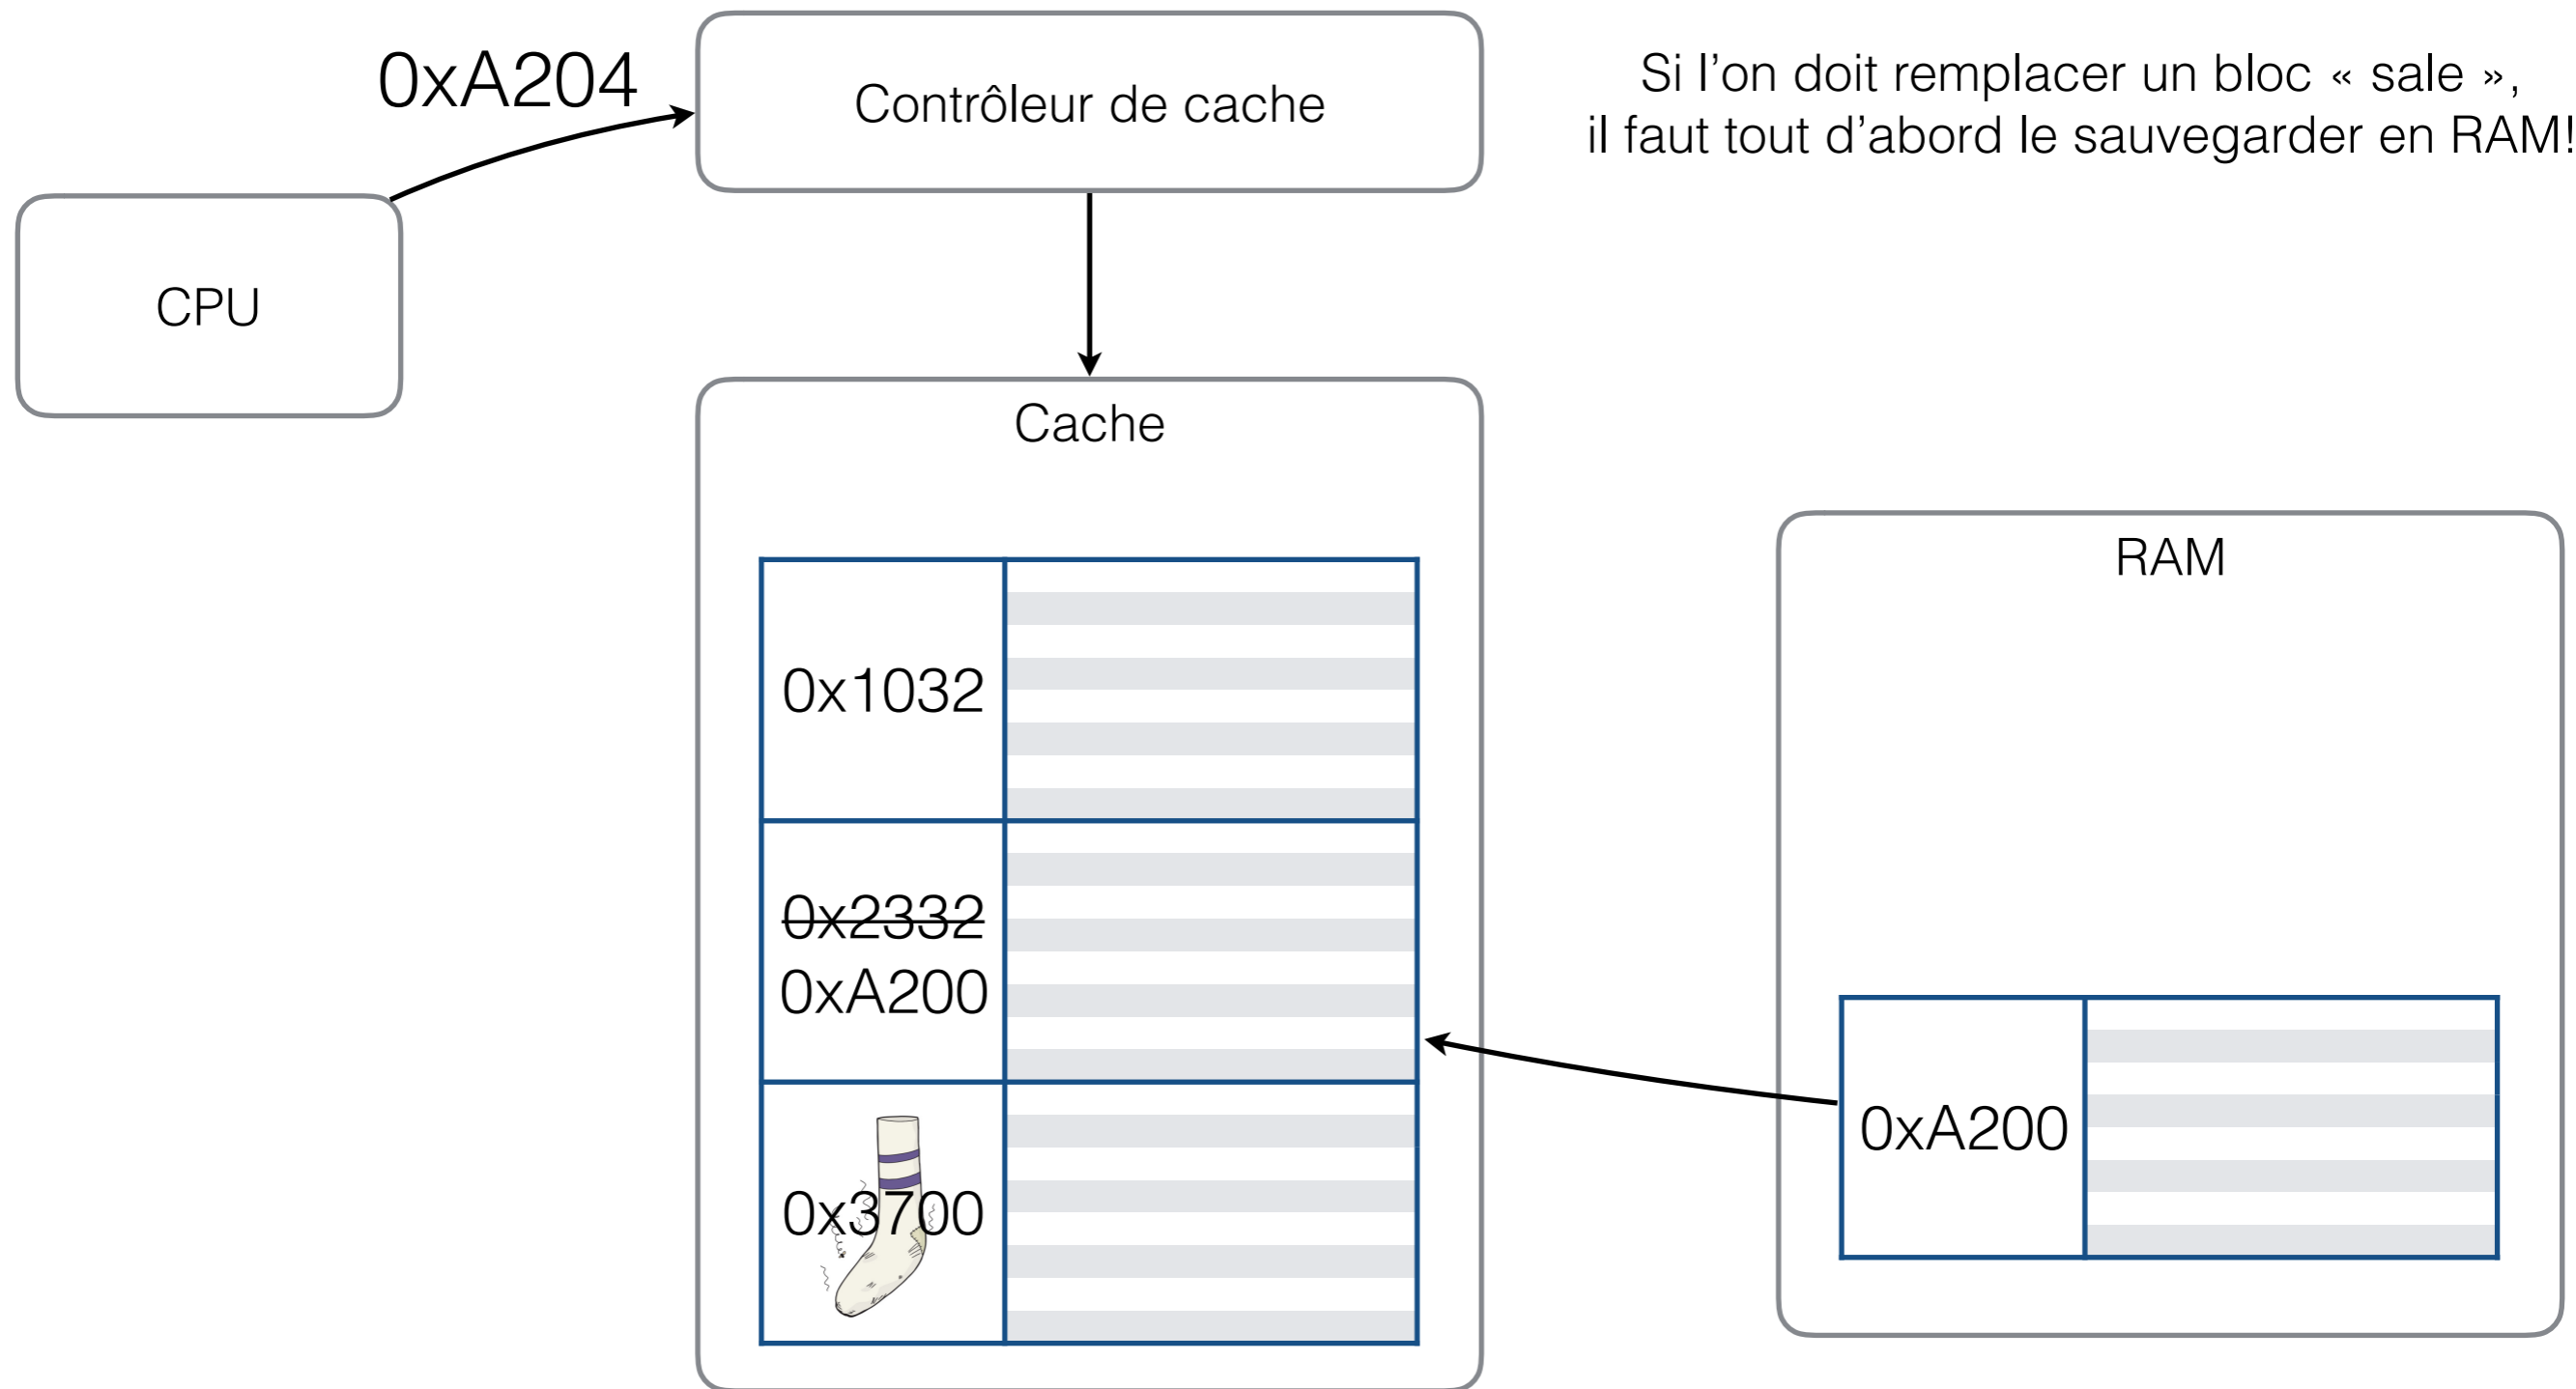 0xA204
Contrôleur de cache
Si l'on doit remplacer un bloc « sale »,
il faut tout d'abord le sauvegarder en RAM!
CPU
Cache
0x1032
0x2332
0xA200
0x3700
RAM
0xA200